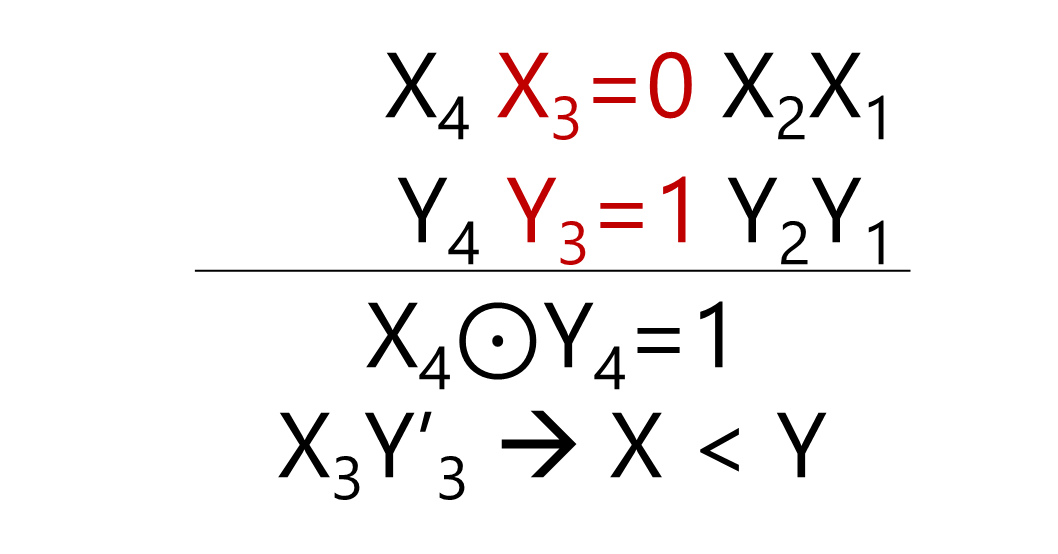 X₄ X₃=0 X₂X₁
Y₄ Y₃=1 Y₂Y₁
X₄⊙Y₄=1
X₃Y′₃ → X < Y